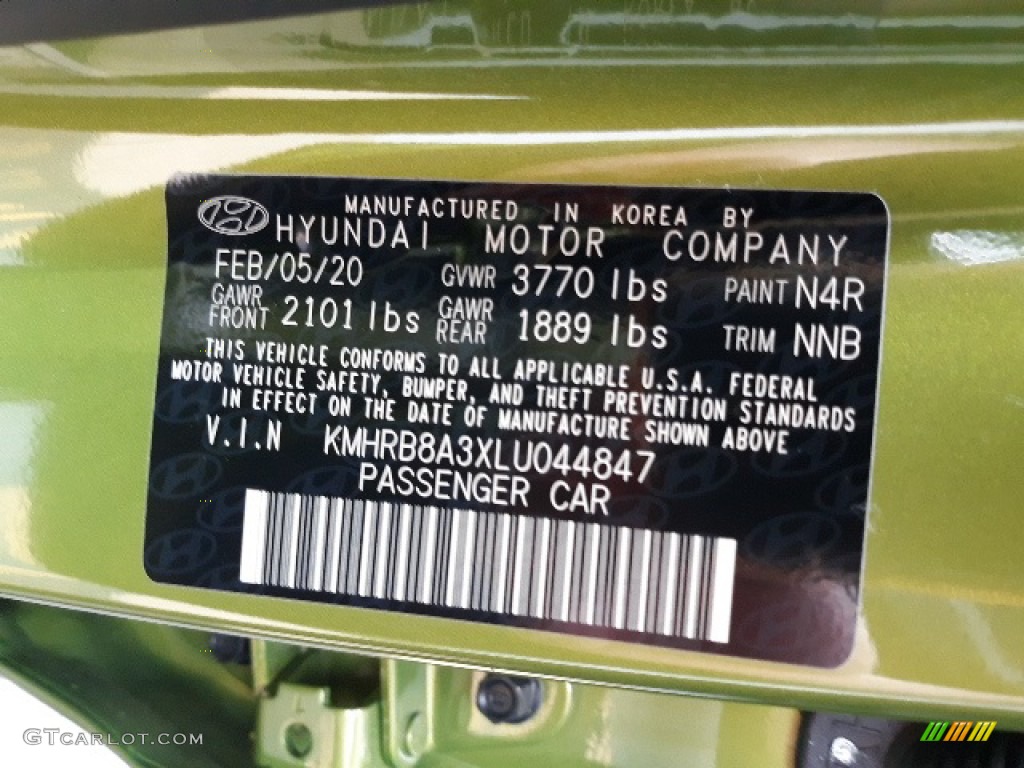 MANUFACTURED IN KOREA BY
HYUNDAI MOTOR COMPANY
FEB/05/20 GVWR 3770 lbs PAINT N4R
GAWR FRONT 2101 lbs GAWR REAR 1889 lbs TRIM NNB
THIS VEHICLE CONFORMS TO ALL APPLICABLE U.S.A. FEDERAL
MOTOR VEHICLE SAFETY, BUMPER, AND THEFT PREVENTION STANDARDS
IN EFFECT ON THE DATE OF MANUFACTURE SHOWN ABOVE
V.I.N KMHRB8A3XLU044847
PASSENGER CAR
GTCARLOT.COM